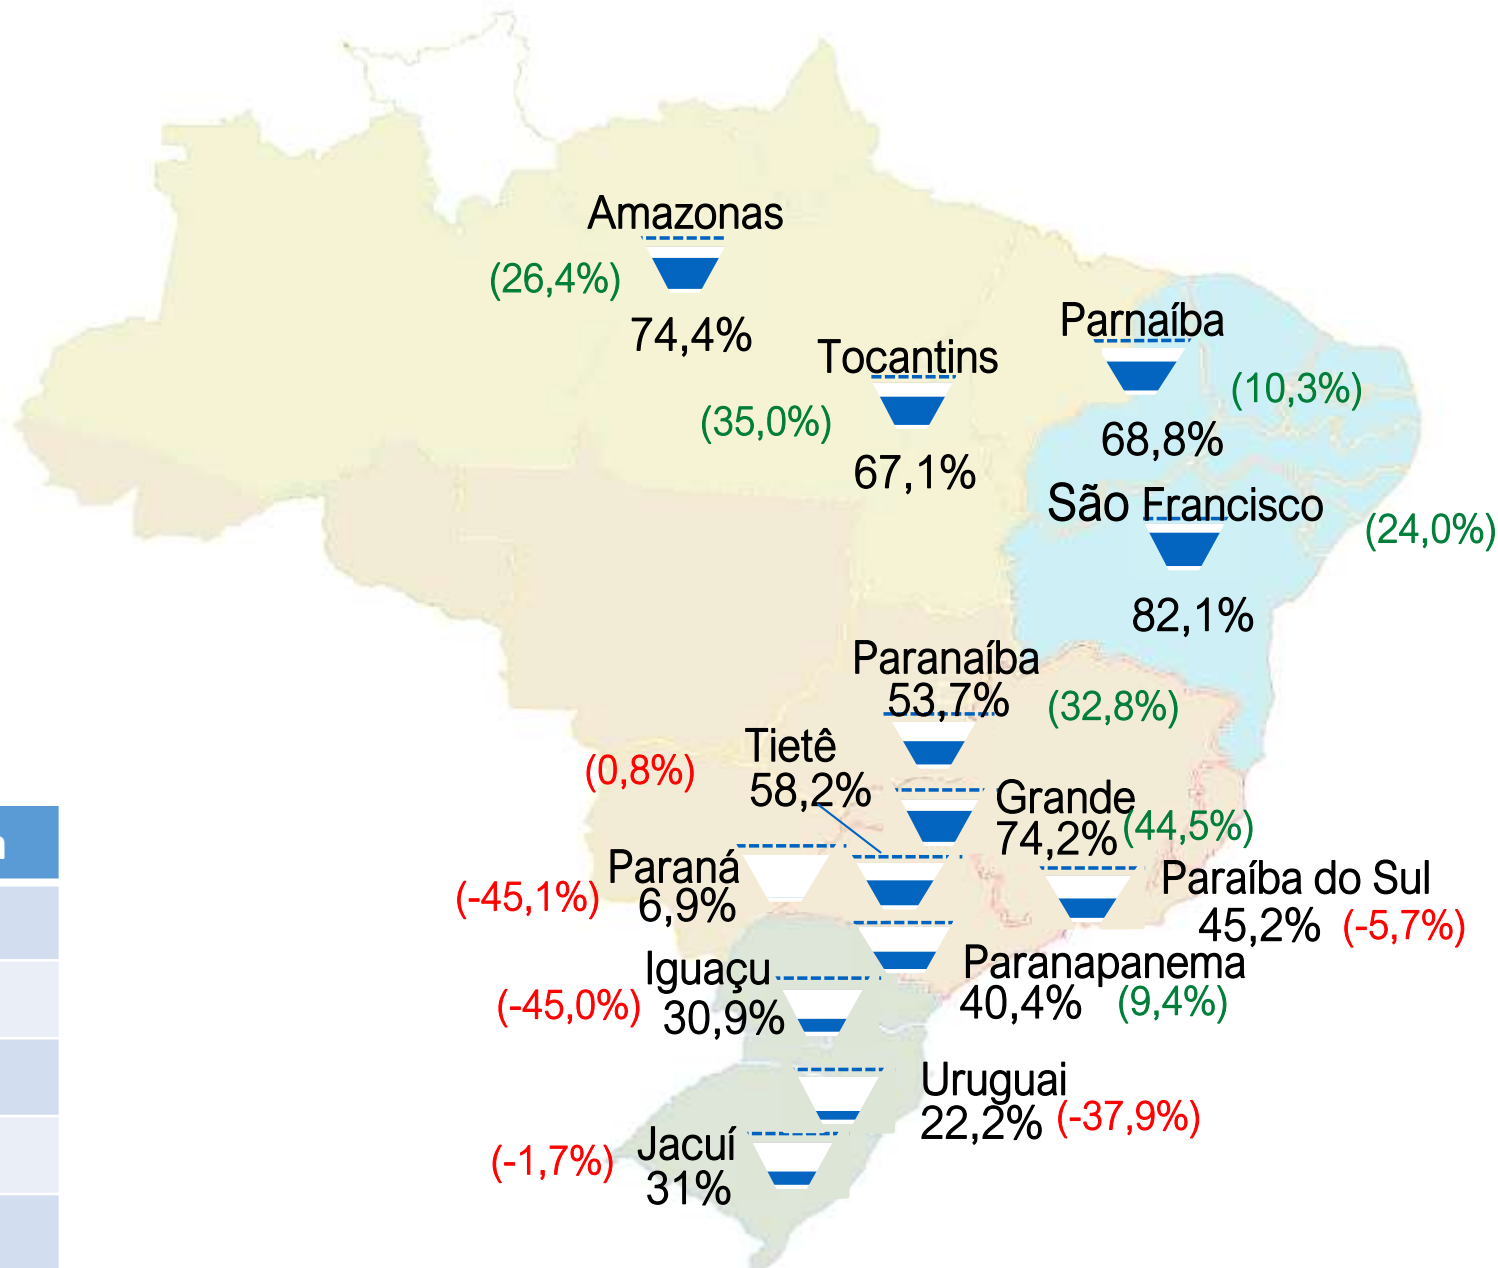 Amazonas
(26,4%)
74,4%
Parnaíba
(10,3%)
68,8%
Tocantins
(35,0%)
67,1%
São Francisco
(24,0%)
82,1%
Paranaíba
53,7%
(32,8%)
Tietê
58,2%
(0,8%)
Grande
74,2%
(44,5%)
Paraná
6,9%
(-45,1%)
Paraíba do Sul
45,2% (-5,7%)
Paranapanema
40,4% (9,4%)
Iguaçu
30,9%
(-45,0%)
Uruguai
22,2% (-37,9%)
Jacuí
31%
(-1,7%)